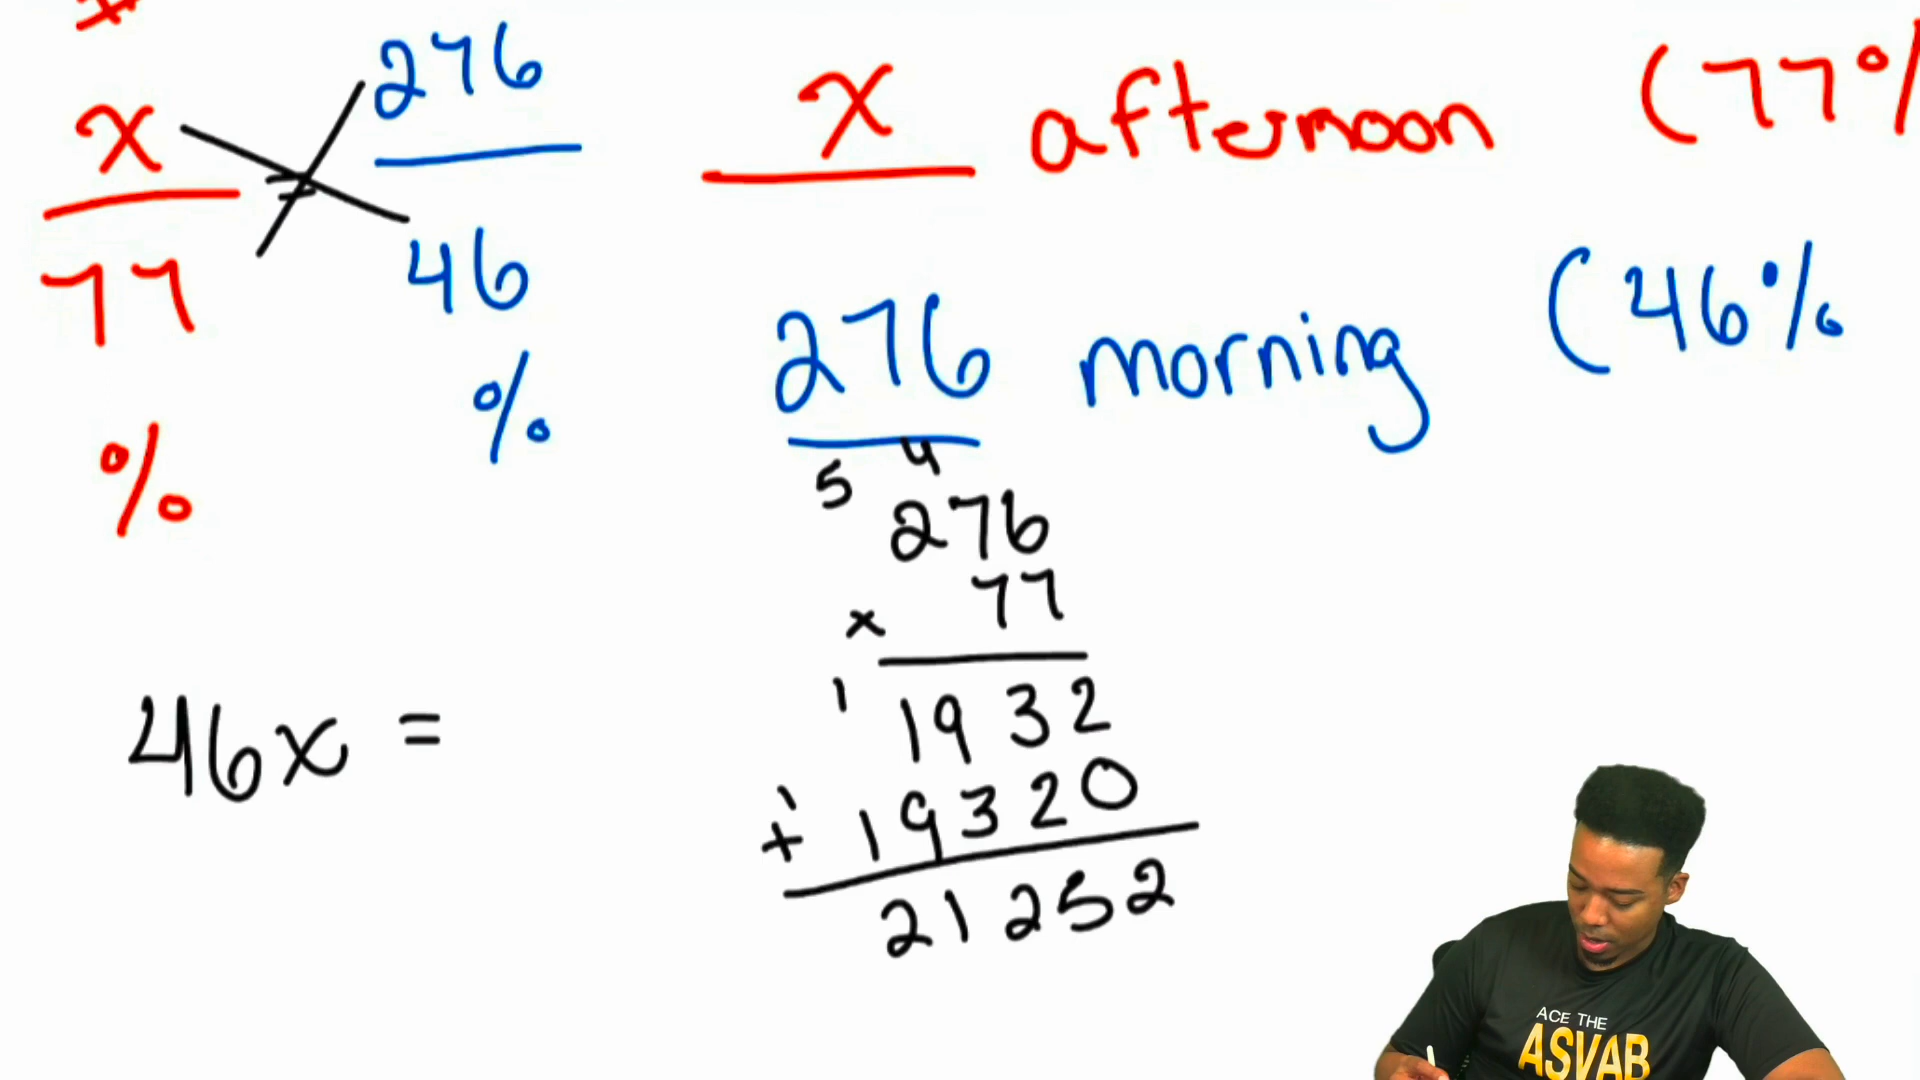 x
77
%
276
46
%
x afternoon (77%
276 morning (46%
5 4
276
x 77
1
1932
1
+ 19320
21252
46x =
ACE THE
ASVAB